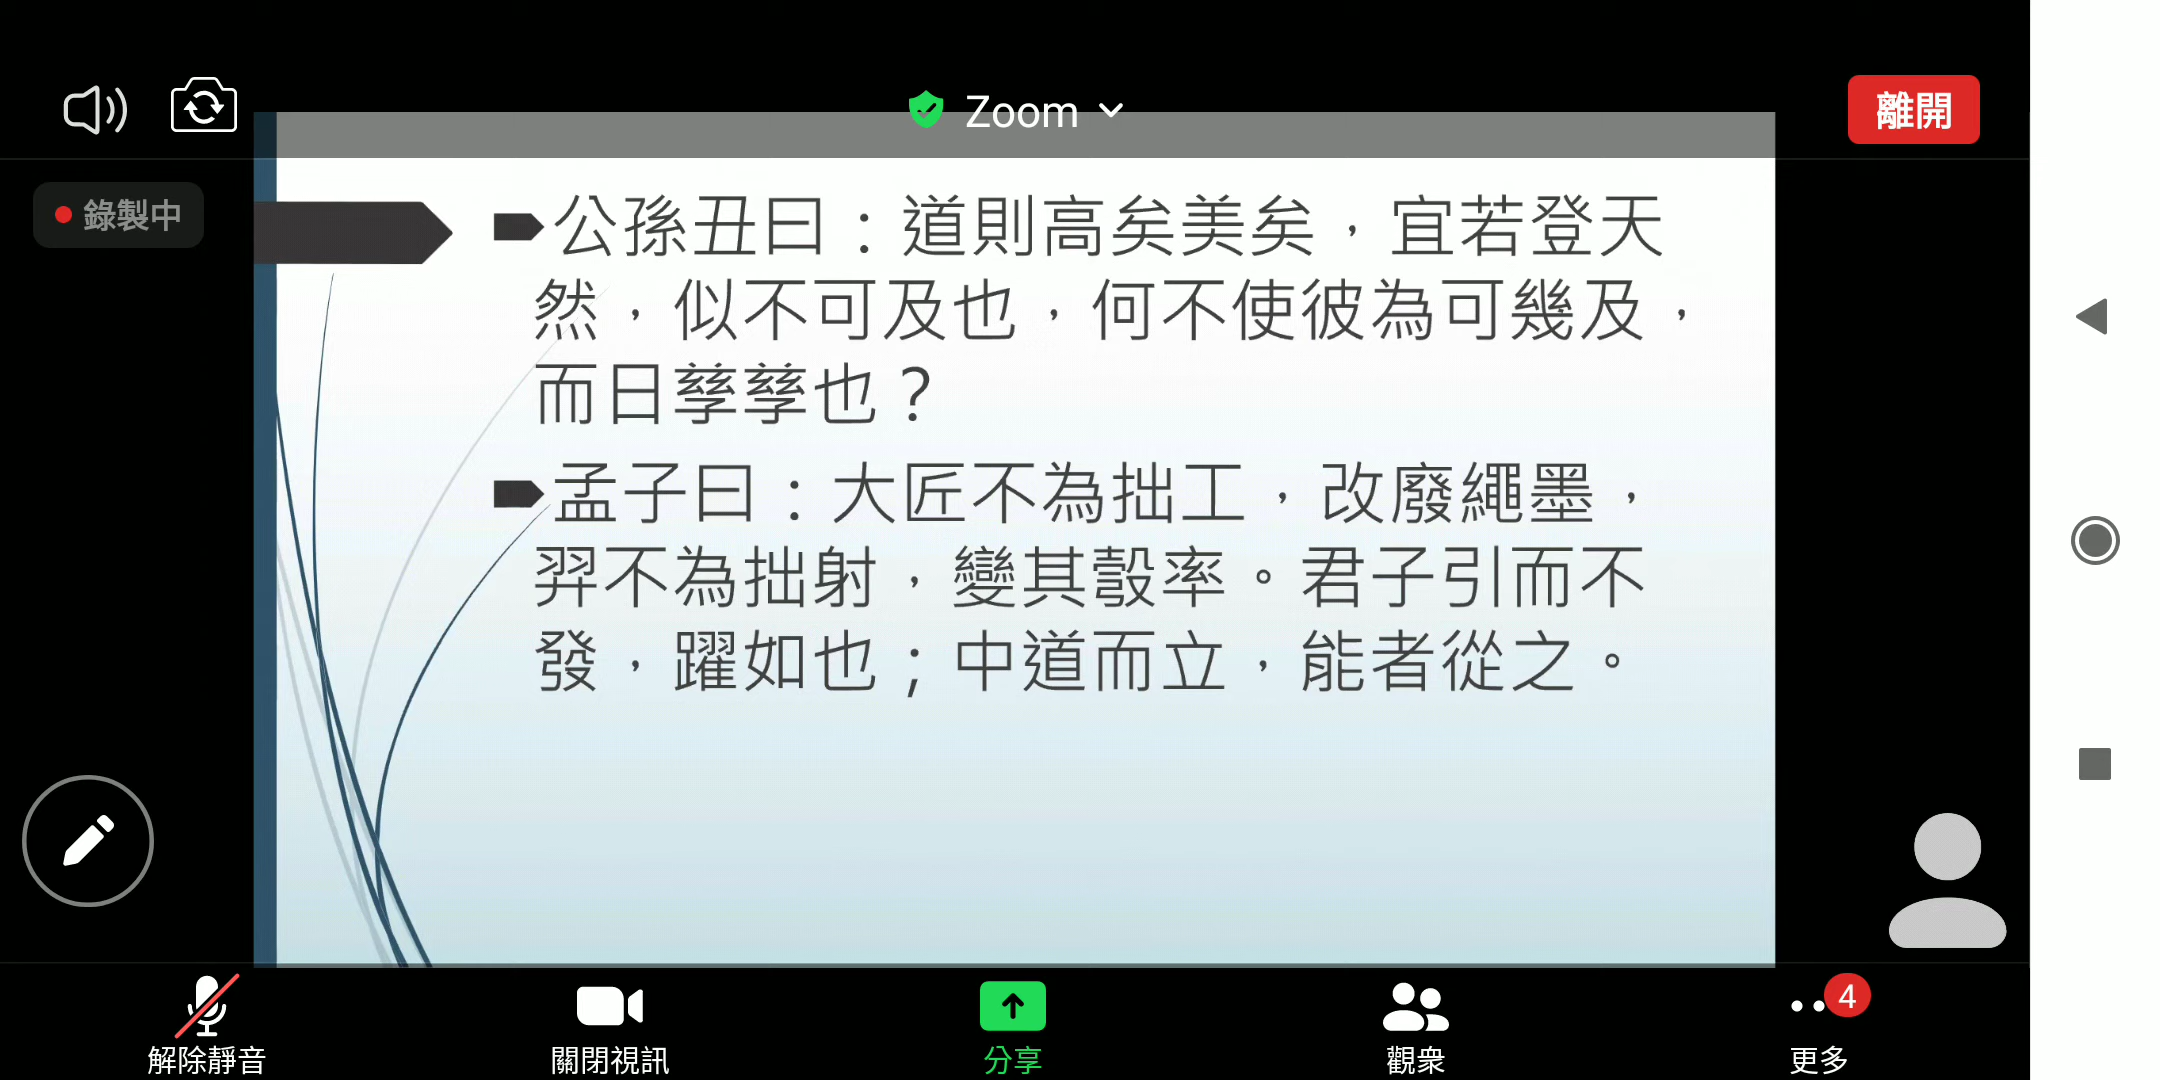 Zoom
離開
錄製中
公孫丑曰：道則高矣美矣，宜若登天
然，似不可及也，何不使彼為可幾及，
而日孳孳也？
孟子曰：大匠不為拙工，改廢繩墨，
羿不為拙射，變其彀率。君子引而不
發，躍如也；中道而立，能者從之。
解除靜音
關閉視訊
分享
觀衆
4
更多